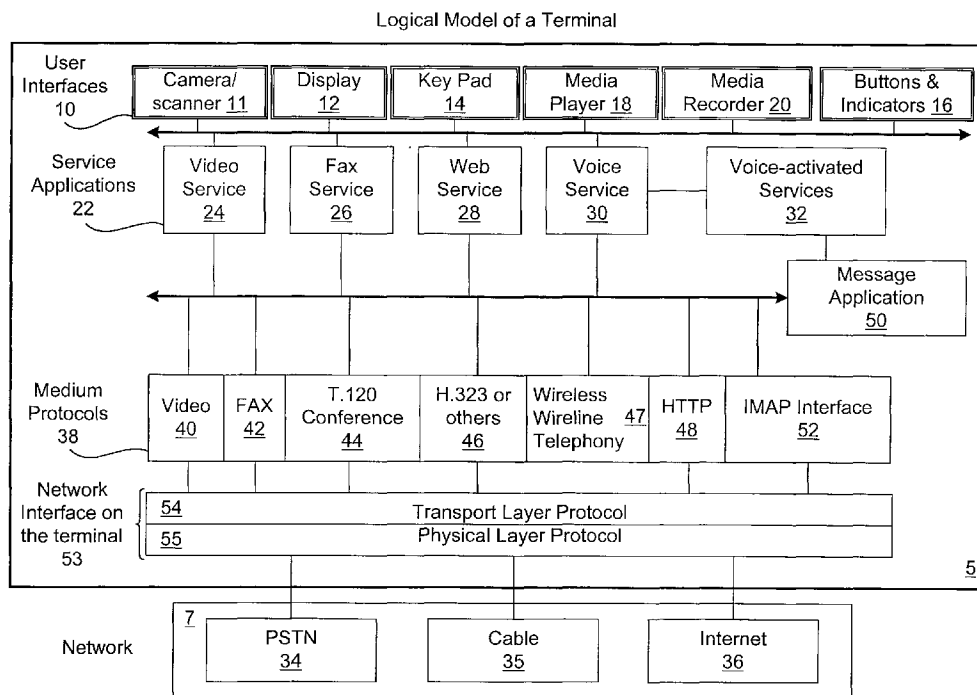 Logical Model of a Terminal
User
Interfaces
10
Camera/
scanner 11
Display
12
Key Pad
14
Media
Player 18
Media
Recorder 20
Buttons &
Indicators 16
Service
Applications
22
Video
Service
24
Fax
Service
26
Web
Service
28
Voice
Service
30
Voice-activated
Services
32
Message
Application
50
Medium
Protocols
38
Video
40
FAX
42
T.120
Conference
44
H.323 or
others
46
Wireless
Wireline
Telephony
47
HTTP
48
IMAP Interface
52
Network
Interface on
the terminal
53
54
Transport Layer Protocol
55
Physical Layer Protocol
5
Network
7
PSTN
34
Cable
35
Internet
36